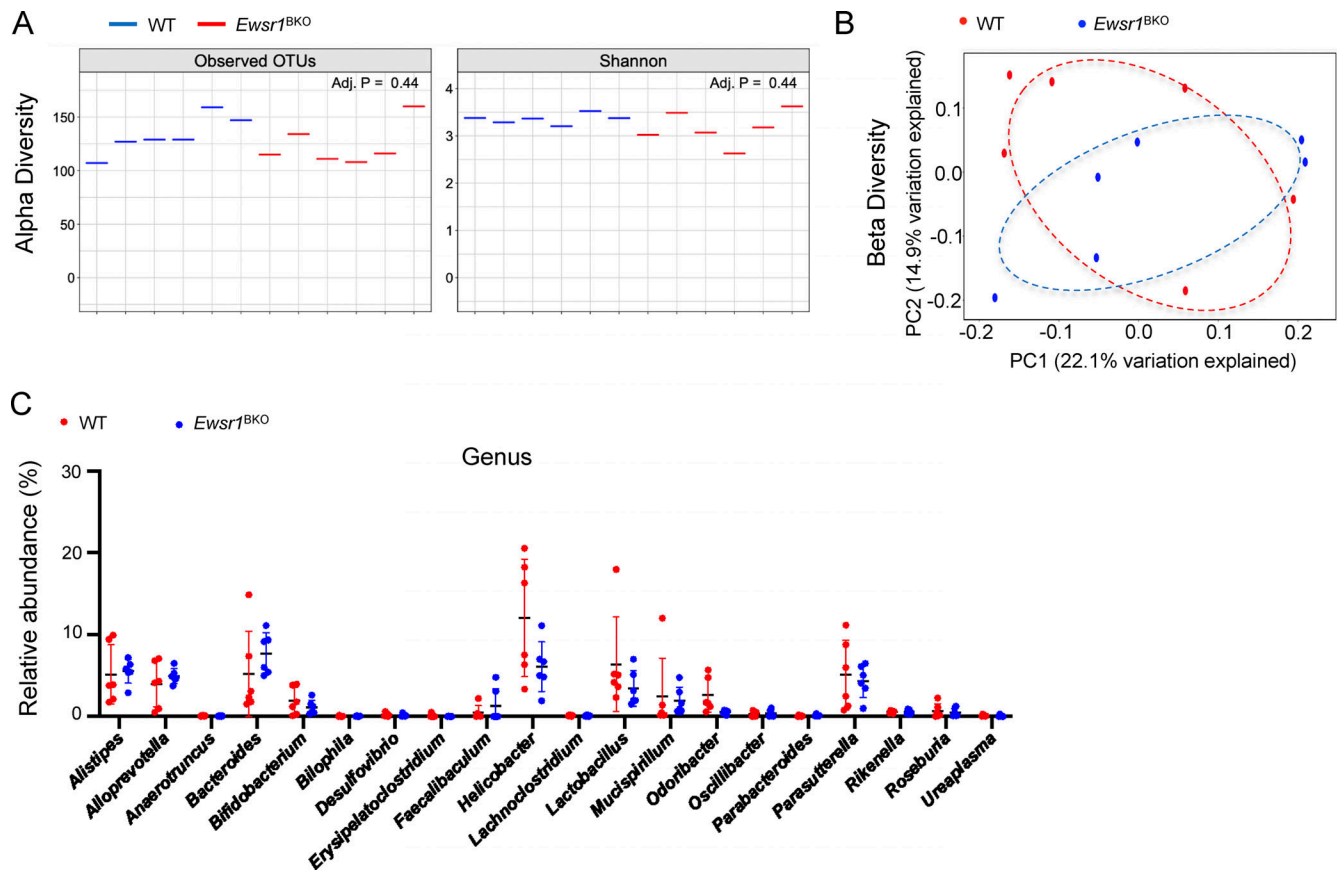 A
WT
Ewsr1BKO
Observed OTUs
Adj. P = 0.44
Shannon
Adj. P = 0.44
Alpha Diversity
150
100
50
0
4
3
2
1
0
B
WT
Ewsr1BKO
Beta Diversity
PC2 (14.9% variation explained)
0.1
0.0
-0.1
-0.2
-0.2
-0.1
0.0
0.1
0.2
PC1 (22.1% variation explained)
C
WT
Ewsr1BKO
Genus
Relative abundance (%)
30
20
10
0
Alistipes
Alloprevotella
Anaerotruncus
Bacteroides
Bifidobacterium
Bilophila
Desulfovibrio
Erysipelatoclostridium
Faecalibaculum
Helicobacter
Lachnoclostridium
Lactobacillus
Mucispirillum
Odoribacter
Oscillibacter
Parabacteroides
Parasutterella
Rikenella
Roseburia
Ureaplasma